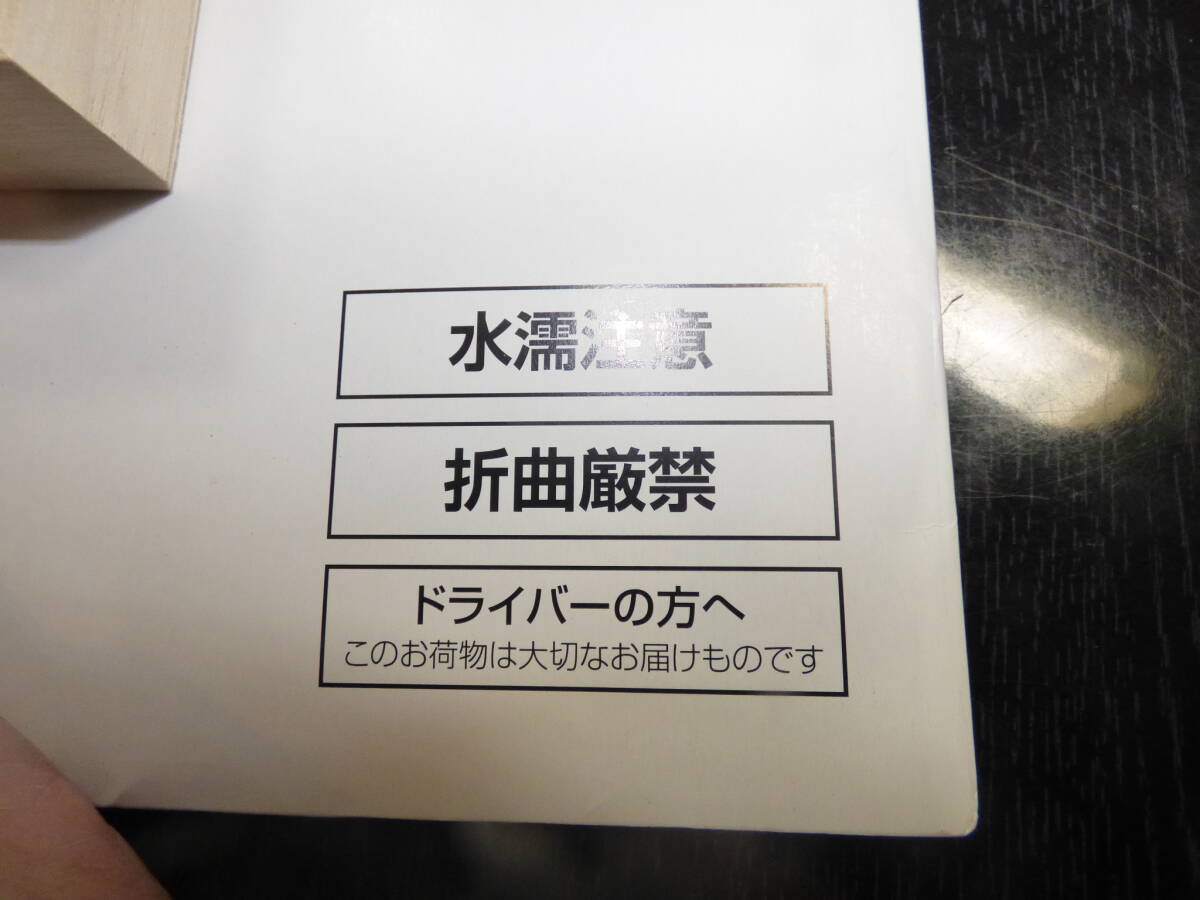 水濡注意
折曲厳禁
ドライバーの方へ
このお荷物は大切なお届けものです